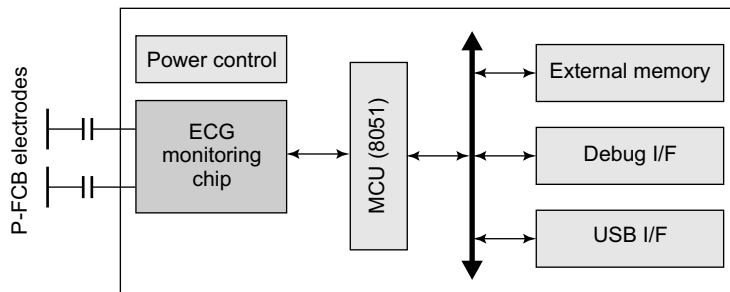 P-FCB electrodes
Power control
ECG
monitoring
chip
MCU (8051)
External memory
Debug I/F
USB I/F